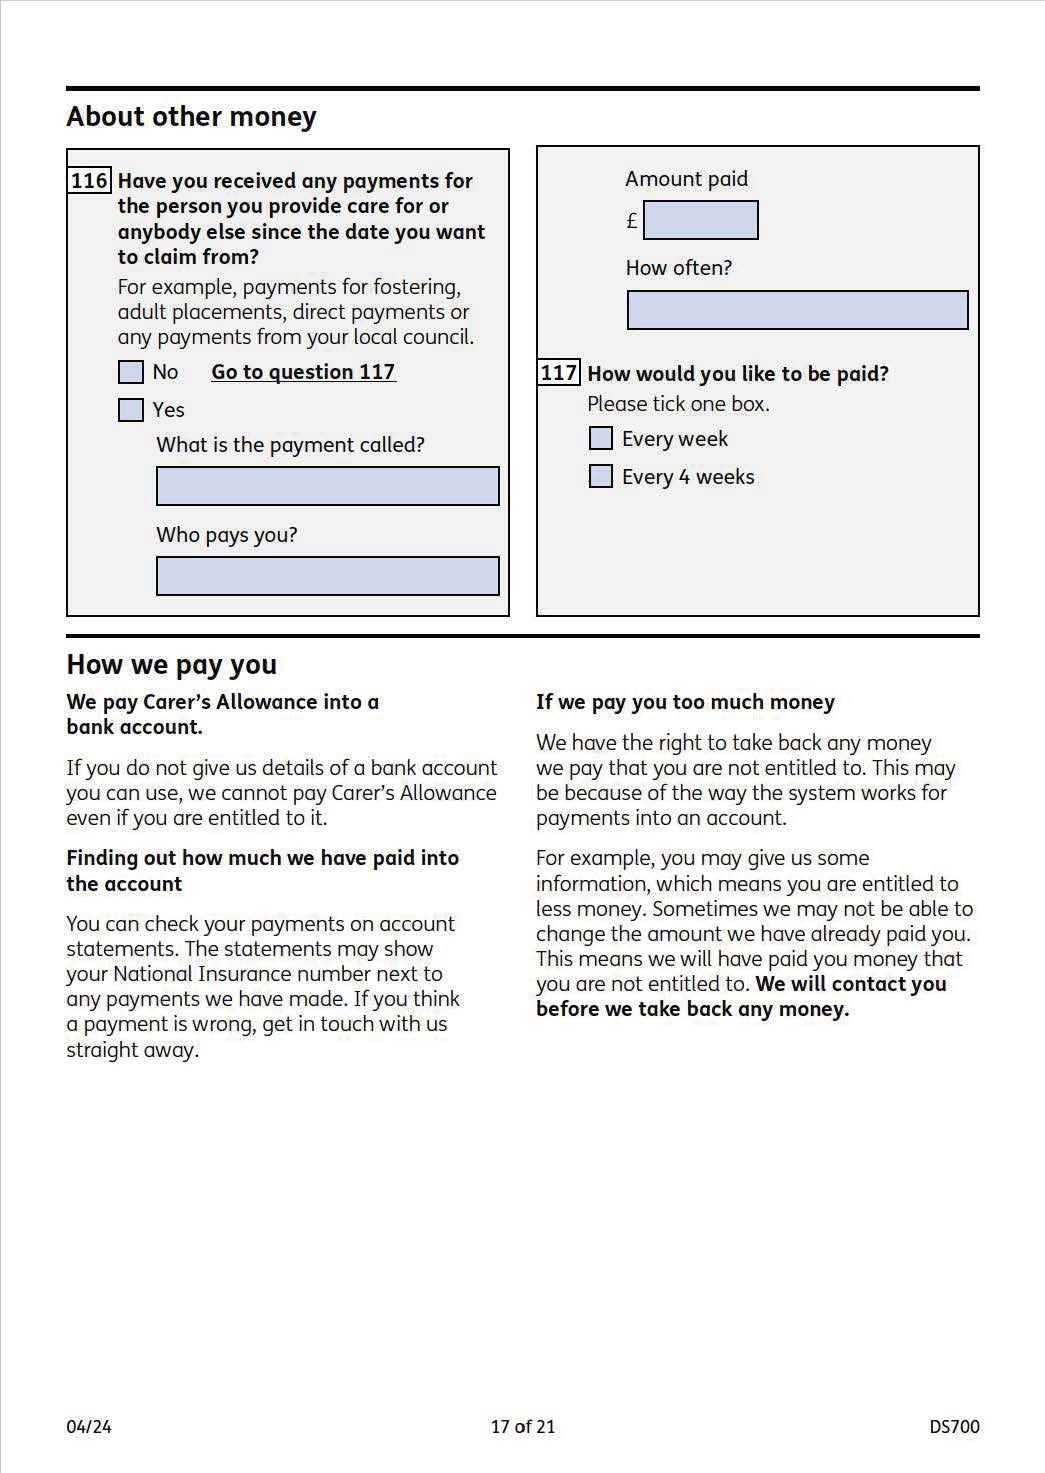 About other money
116 Have you received any payments for
the person you provide care for or
anybody else since the date you want
to claim from?
For example, payments for fostering,
adult placements, direct payments or
any payments from your local council.
No Go to question 117
Yes
What is the payment called?
Who pays you?
Amount paid
£
How often?
117 How would you like to be paid?
Please tick one box.
Every week
Every 4 weeks
How we pay you
We pay Carer’s Allowance into a
bank account.
If you do not give us details of a bank account
you can use, we cannot pay Carer’s Allowance
even if you are entitled to it.
Finding out how much we have paid into
the account
You can check your payments on account
statements. The statements may show
your National Insurance number next to
any payments we have made. If you think
a payment is wrong, get in touch with us
straight away.
If we pay you too much money
We have the right to take back any money
we pay that you are not entitled to. This may
be because of the way the system works for
payments into an account.
For example, you may give us some
information, which means you are entitled to
less money. Sometimes we may not be able to
change the amount we have already paid you.
This means we will have paid you money that
you are not entitled to. We will contact you
before we take back any money.
04/24
17 of 21
DS700